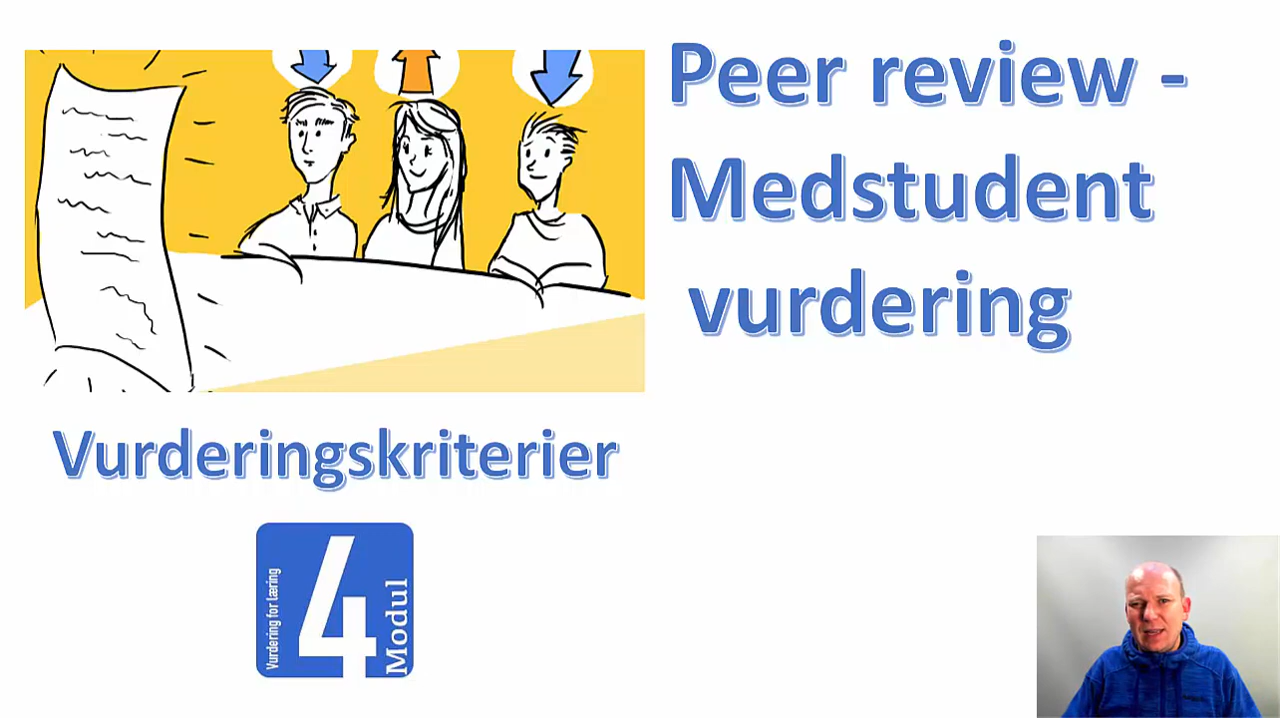 Peer review -
Medstudent
vurdering
Vurderingskriterier
Vurdering for læring
4
Modul